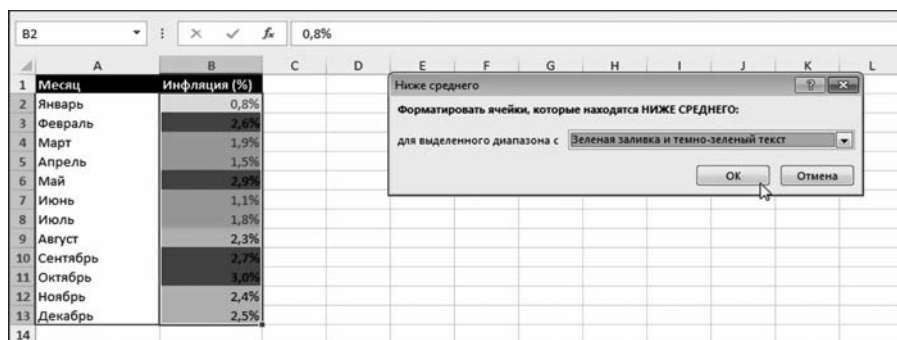 B2 fx 0,8%
A B C D E F G H I J K L
1 Месяц Инфляция (%)
Ниже среднего
2 Январь 0,8%
Форматировать ячейки, которые находятся НИЖЕ СРЕДНЕГО:
3 Февраль 2,6%
4 Март 1,9%
для выделенного диапазона с Зеленая заливка и темно-зеленый текст
5 Апрель 1,5%
6 Май 2,9%
ОК Отмена
7 Июнь 1,1%
8 Июль 1,8%
9 Август 2,3%
10 Сентябрь 2,7%
11 Октябрь 3,0%
12 Ноябрь 2,4%
13 Декабрь 2,5%
14